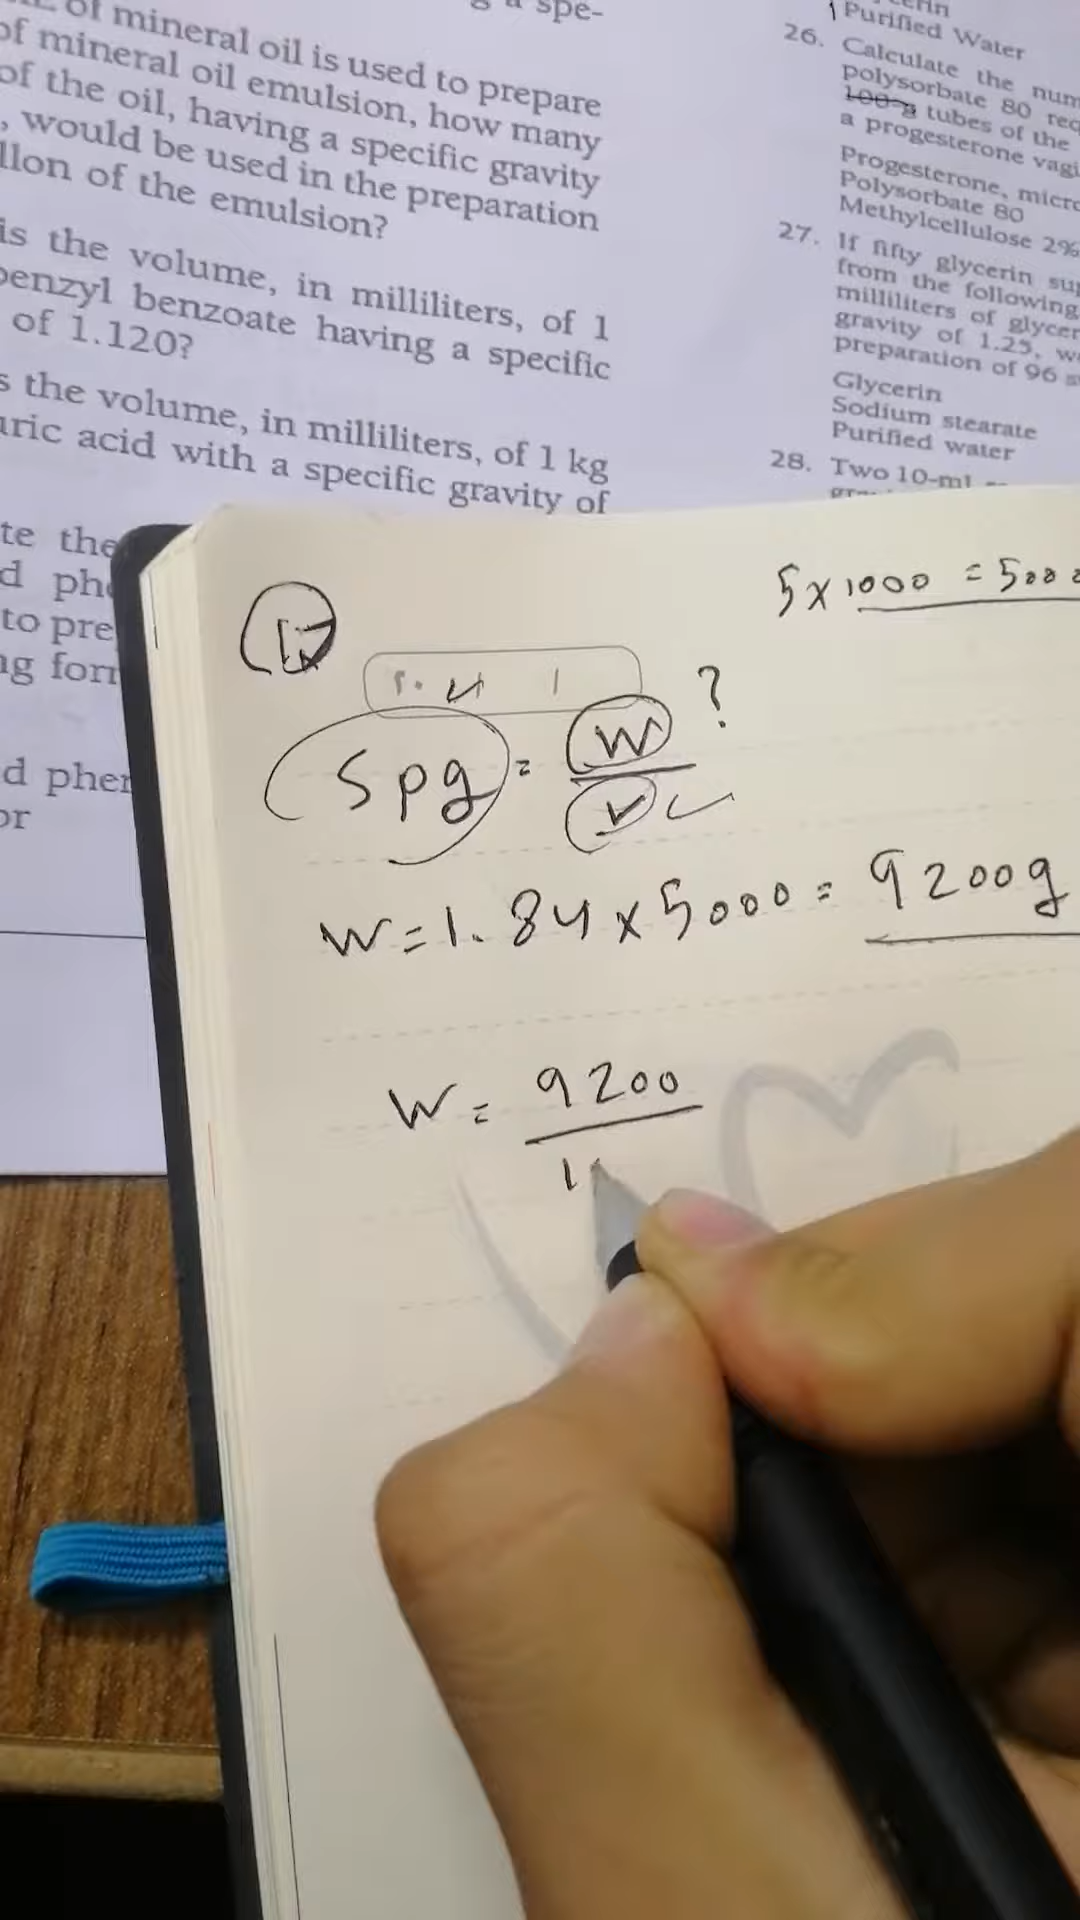 of mineral oil is used to prepare
of mineral oil emulsion, how many
of the oil, having a specific gravity
, would be used in the preparation
llon of the emulsion?
is the volume, in milliliters, of 1
benzyl benzoate having a specific
of 1.120?
s the volume, in milliliters, of 1 kg
uric acid with a specific gravity of
te the
d phe
to pre
ng for
d phe
or
a spe-
Purified Water
26. Calculate the num
polysorbate 80 req
100-g tubes of the
a progesterone vagi
Progesterone, micro
Polysorbate 80
Methylcellulose 2%
27. If fifty glycerin sup
from the following
milliliters of glycer
gravity of 1.25, w
preparation of 96 s
Glycerin
Sodium stearate
Purified water
28. Two 10-mL
5 x 1000 = 5000
Spg = W ?
V
W = 1.84 x 5000 = 9200g
W = 9200